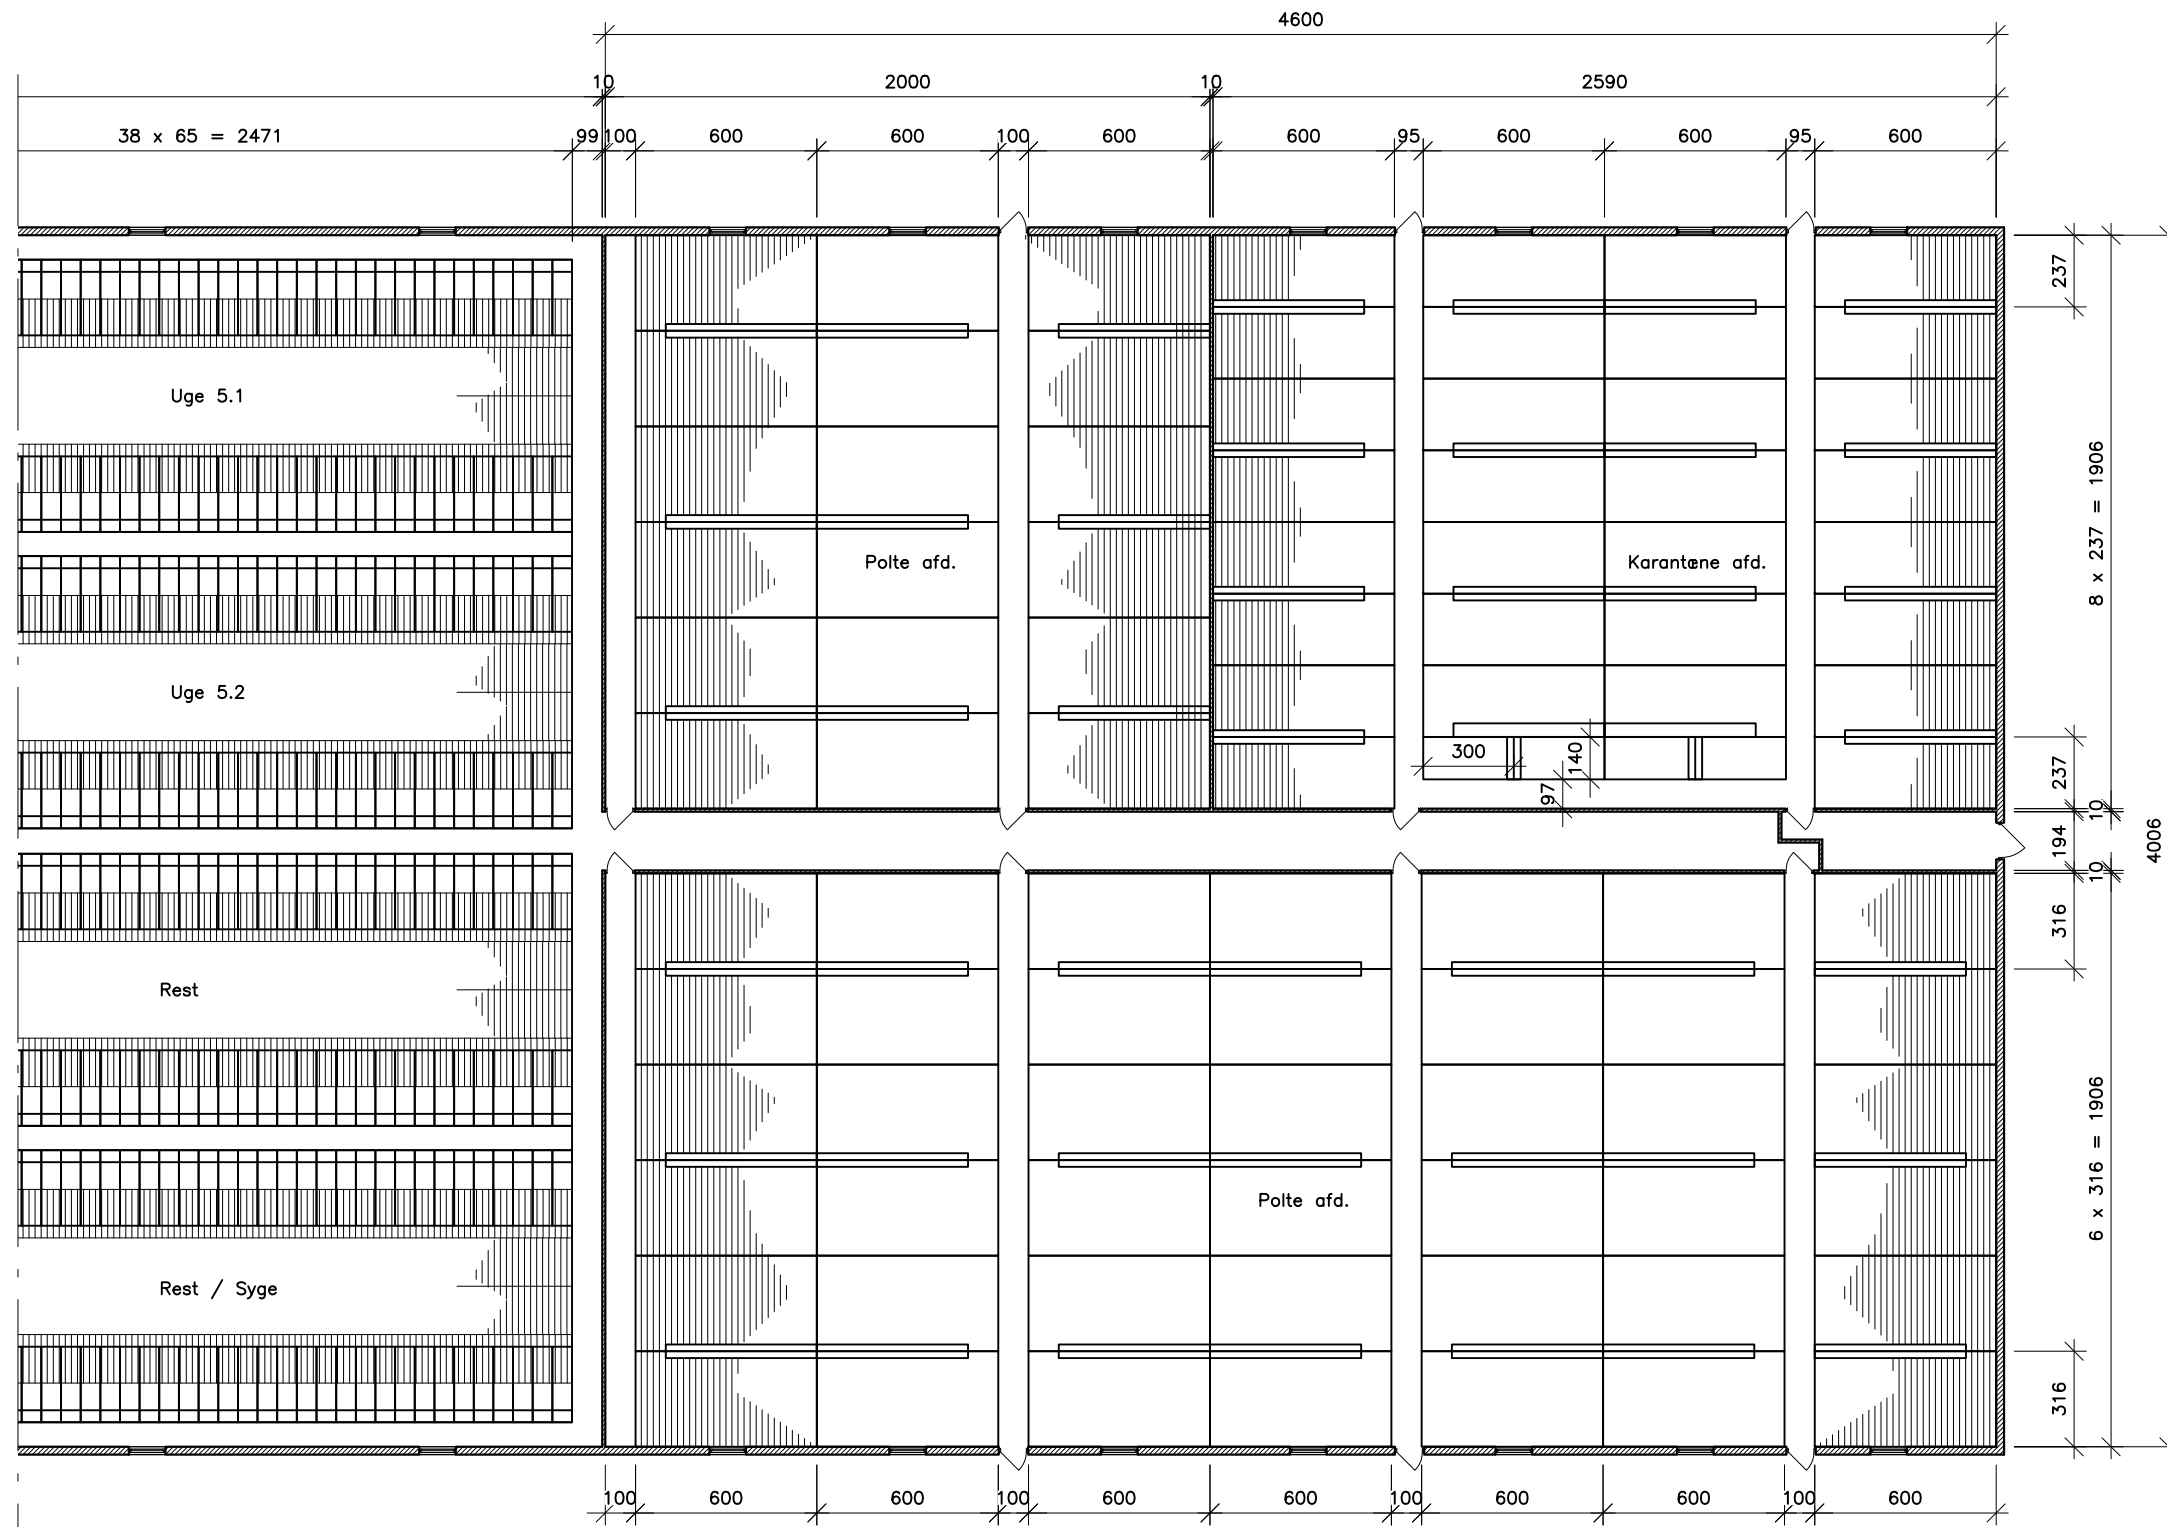 4600
10 2000 10 2590
38 x 65 = 2471 99 100 600 600 100 600 600 95 600 600 95 600
237
Uge 5.1
8 x 237 = 1906
Polte afd.
Karantæne afd.
Uge 5.2
300
140
97
237
10
194
4006
10
316
Rest
6 x 316 = 1906
Polte afd.
Rest / Syge
316
100 600 600 100 600 600 100 600 600 100 600